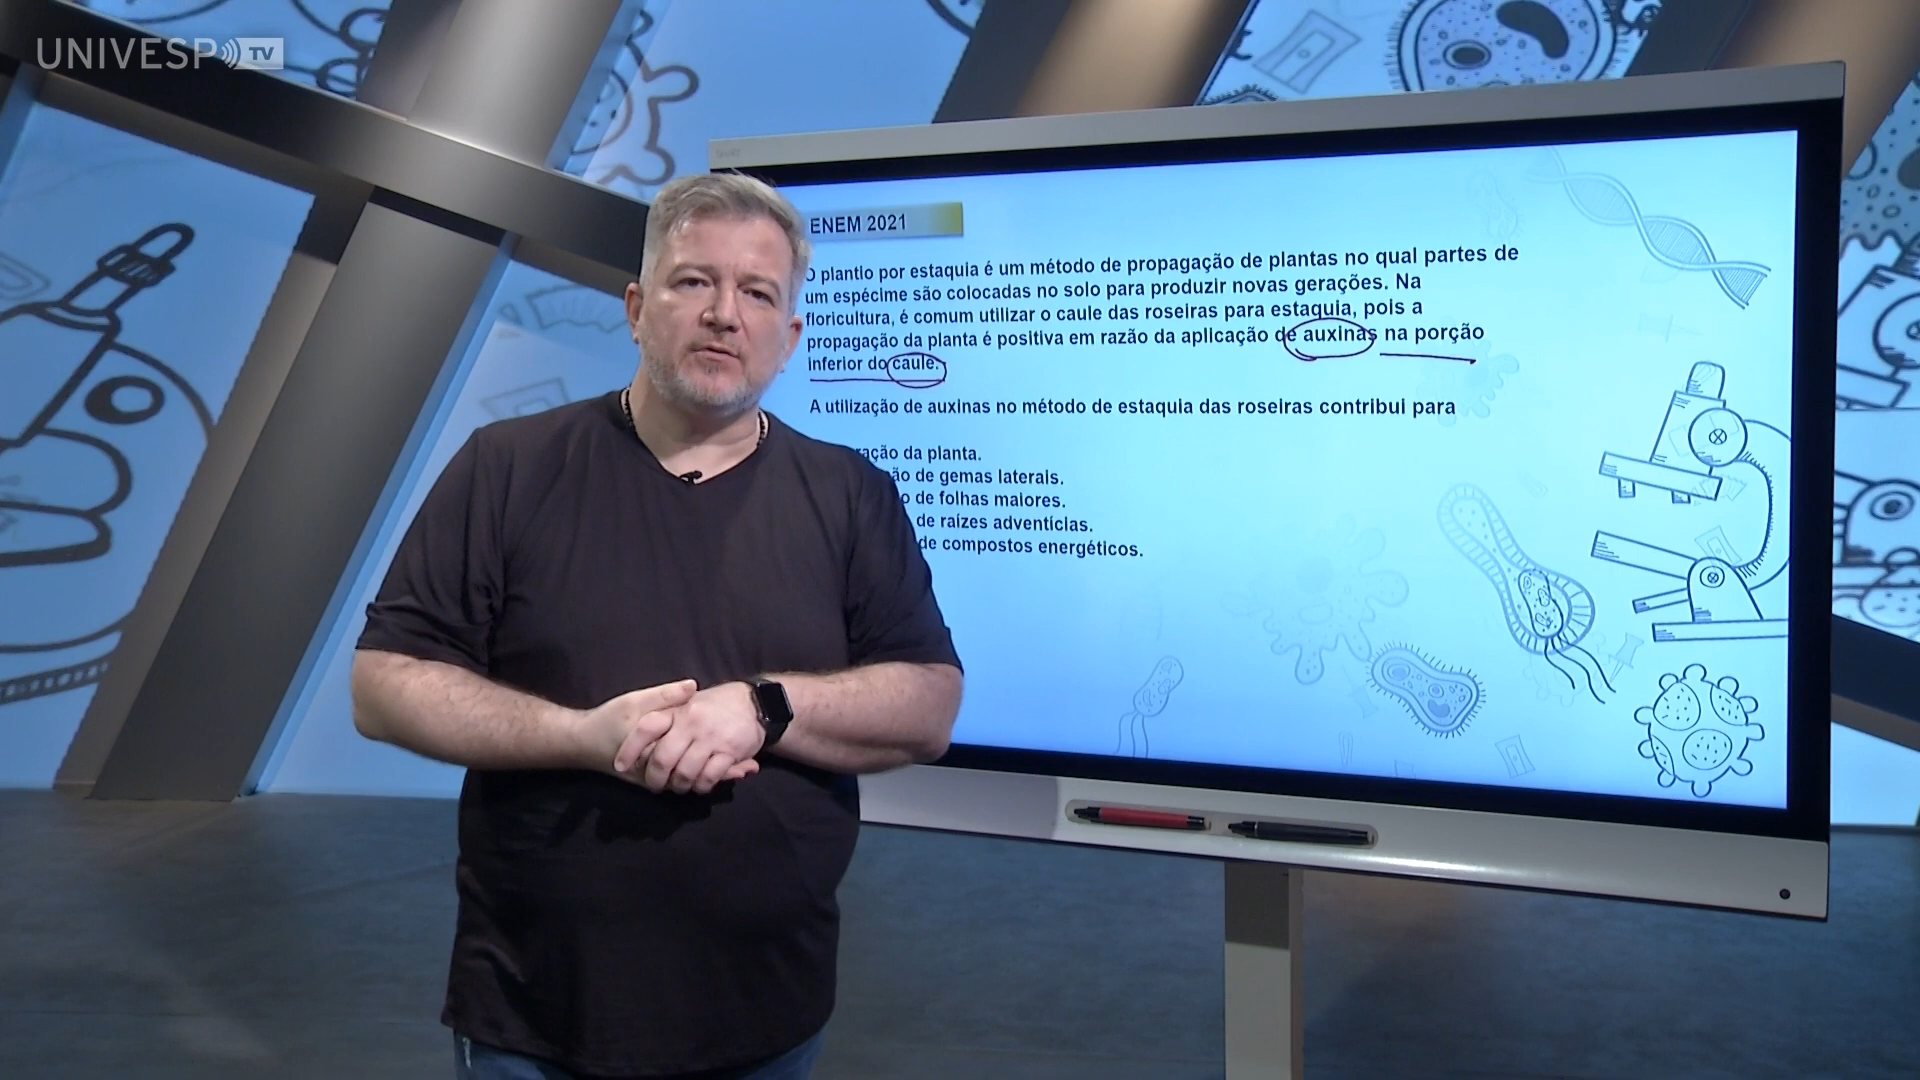 UNIVESP TV
ENEM 2021
O plantio por estaquia é um método de propagação de plantas no qual partes de
um espécime são colocadas no solo para produzir novas gerações. Na
floricultura, é comum utilizar o caule das roseiras para estaquia, pois a
propagação da planta é positiva em razão da aplicação de auxinas na porção
inferior do caule.
A utilização de auxinas no método de estaquia das roseiras contribui para
da planta.
de gemas laterais.
de folhas maiores.
de raízes adventícias.
de compostos energéticos.